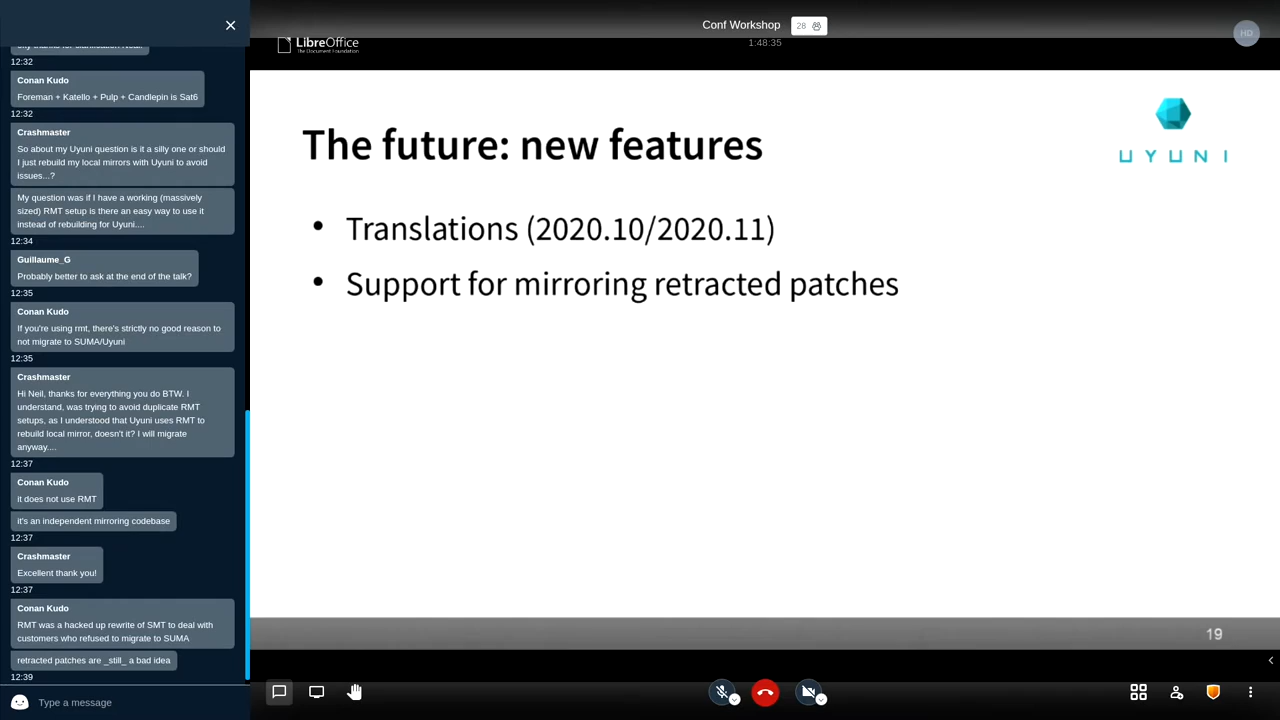 12:32
Conan Kudo
Foreman + Katello + Pulp + Candlepin is Sat6
12:32
Crashmaster
So about my Uyuni question is it a silly one or should
I just rebuild my local mirrors with Uyuni to avoid
issues...?
My question was if I have a working (massively
sized) RMT setup is there an easy way to use it
instead of rebuilding for Uyuni....
12:34
Guillaume_G
Probably better to ask at the end of the talk?
12:35
Conan Kudo
If you're using rmt, there's strictly no good reason to
not migrate to SUMA/Uyuni
12:35
Crashmaster
Hi Neil, thanks for everything you do BTW. I
understand, was trying to avoid duplicate RMT
setups, as I understood that Uyuni uses RMT to
rebuild local mirror, doesn't it? I will migrate
anyway....
12:37
Conan Kudo
it does not use RMT
it's an independent mirroring codebase
12:37
Crashmaster
Excellent thank you!
12:37
Conan Kudo
RMT was a hacked up rewrite of SMT to deal with
customers who refused to migrate to SUMA
retracted patches are _still_ a bad idea
12:39
Type a message
Conf Workshop
28
1:48:35
LibreOffice
The Document Foundation
HD
The future: new features
UYUNI
• Translations (2020.10/2020.11)
• Support for mirroring retracted patches
19